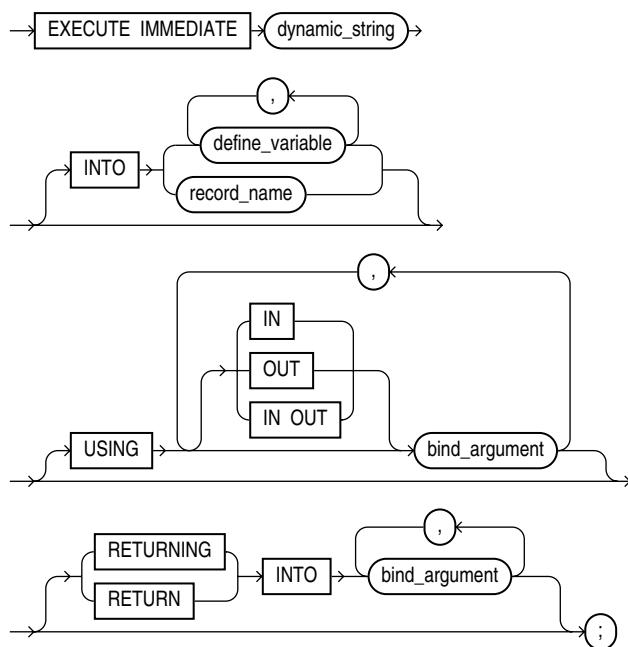 EXECUTE IMMEDIATE dynamic_string
,
define_variable
INTO
record_name
,
IN
OUT
IN OUT
USING bind_argument
,
RETURNING
INTO bind_argument
RETURN
;